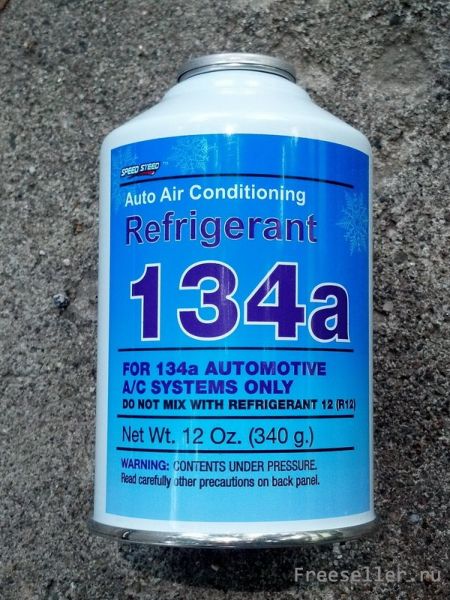 SPEED STEED™
Auto Air Conditioning
Refrigerant
134a
FOR 134a AUTOMOTIVE
A/C SYSTEMS ONLY
DO NOT MIX WITH REFRIGERANT 12 (R12)
Net Wt. 12 Oz. (340 g.)
WARNING: CONTENTS UNDER PRESSURE.
Read carefully other precautions on back panel.
Freeseller.ru